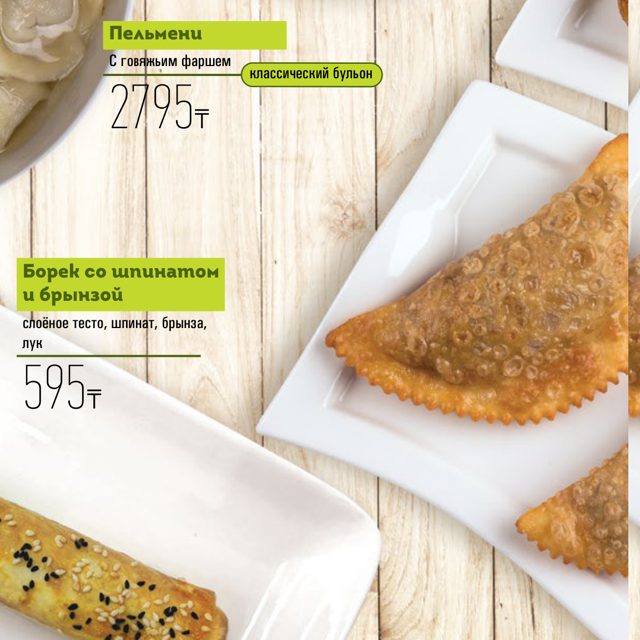 Пельмени
С говяжьим фаршем
классический бульон
2795₸
Борек со шпинатом
и брынзой
слоёное тесто, шпинат, брынза,
лук
595₸